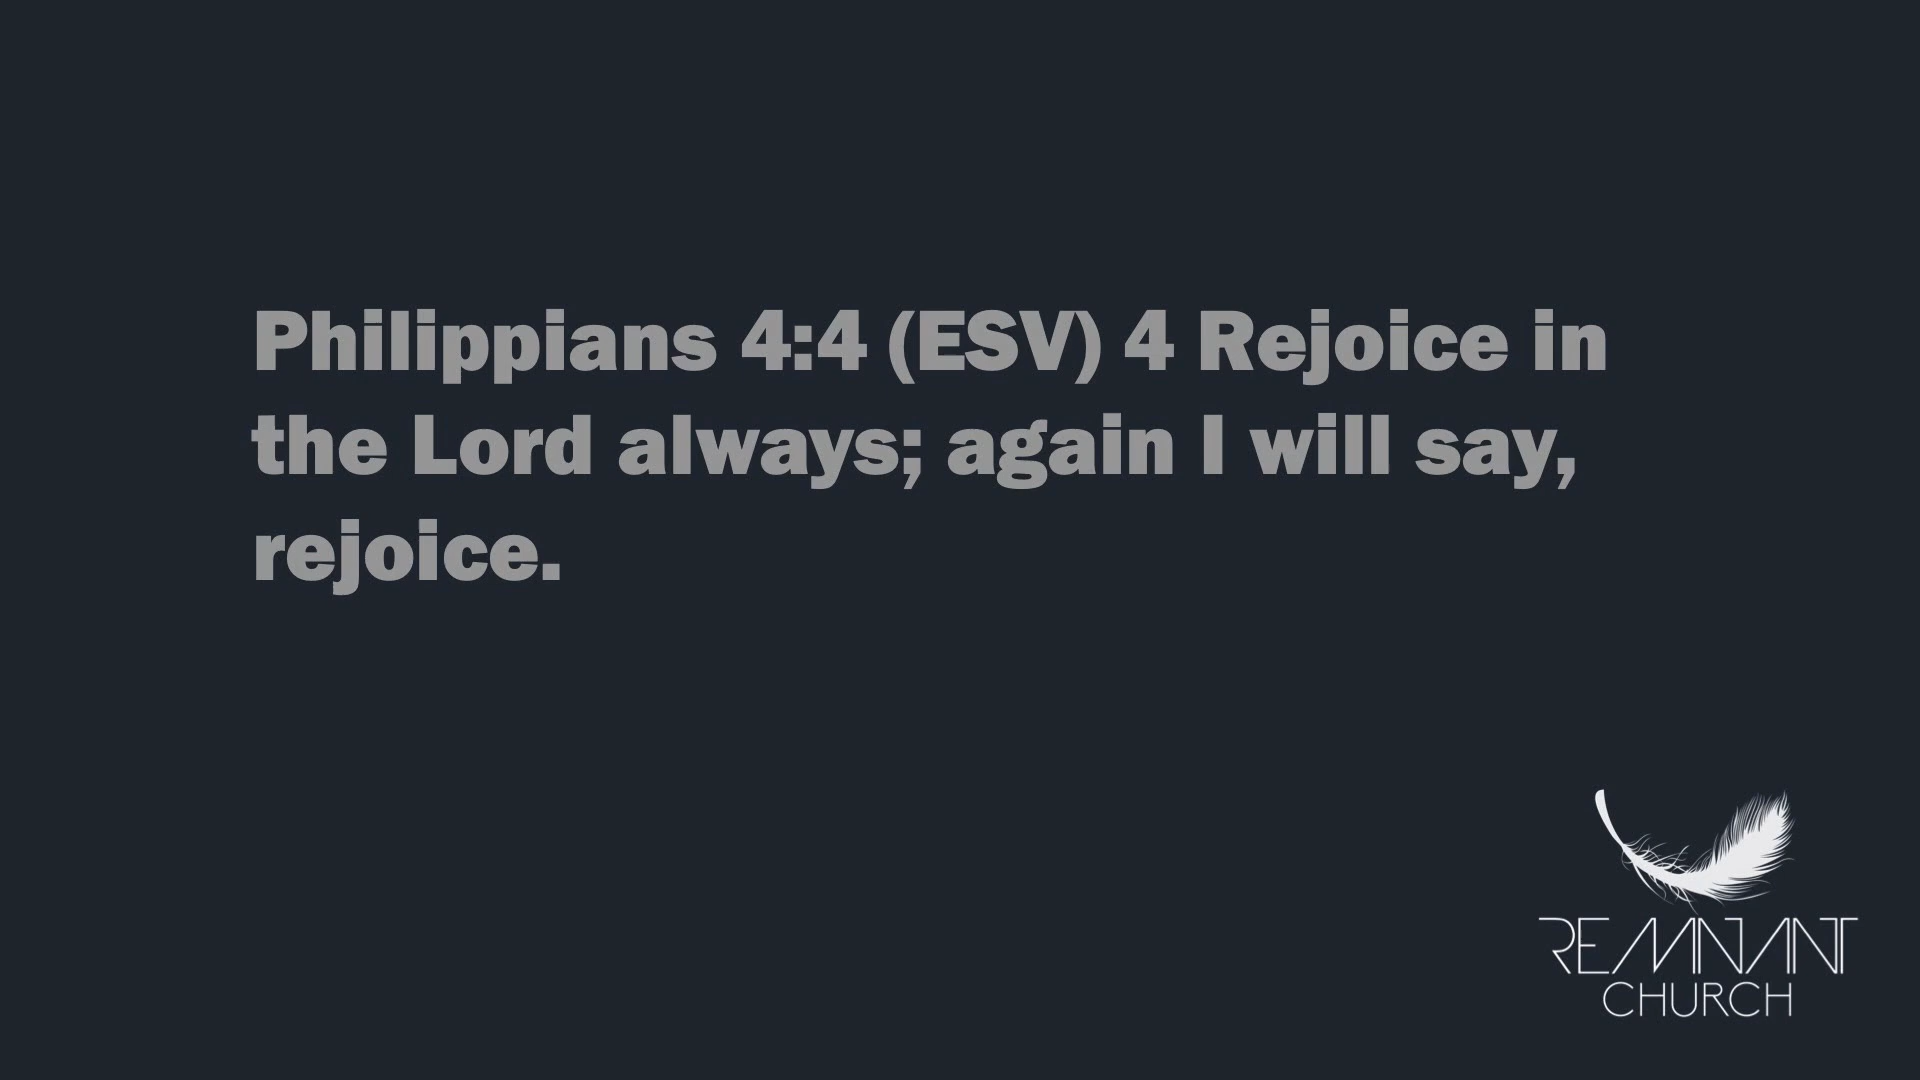 Philippians 4:4 (ESV) 4 Rejoice in
the Lord always; again I will say,
rejoice.
REMNANT
CHURCH